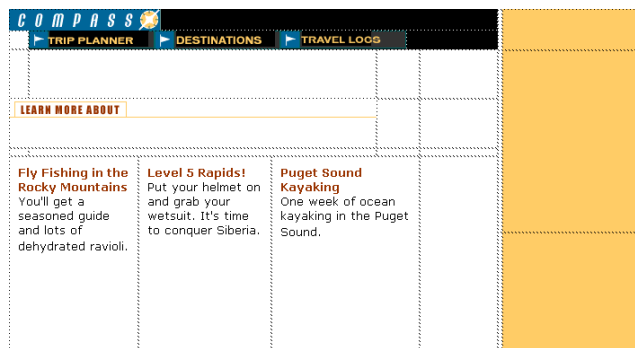 COMPASS
TRIP PLANNER DESTINATIONS TRAVEL LOGS
LEARN MORE ABOUT
Fly Fishing in the
Rocky Mountains
You'll get a
seasoned guide
and lots of
dehydrated ravioli.
Level 5 Rapids!
Put your helmet on
and grab your
wetsuit. It's time
to conquer Siberia.
Puget Sound
Kayaking
One week of ocean
kayaking in the Puget
Sound.